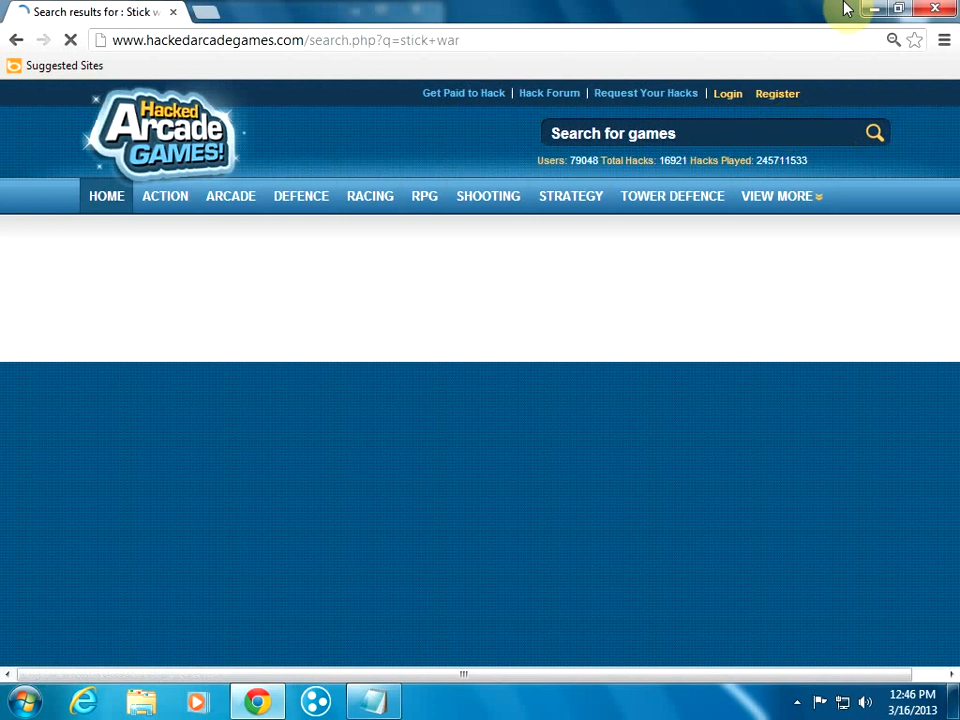 Search results for : Stick w
www.hackedarcadegames.com/search.php?q=stick+war
Suggested Sites
Get Paid to Hack | Hack Forum | Request Your Hacks | Login Register
Hacked
Arcade
GAMES!
Search for games
Users: 79048 Total Hacks: 16921 Hacks Played: 245711533
HOME ACTION ARCADE DEFENCE RACING RPG SHOOTING STRATEGY TOWER DEFENCE VIEW MORE
12:46 PM
3/16/2013